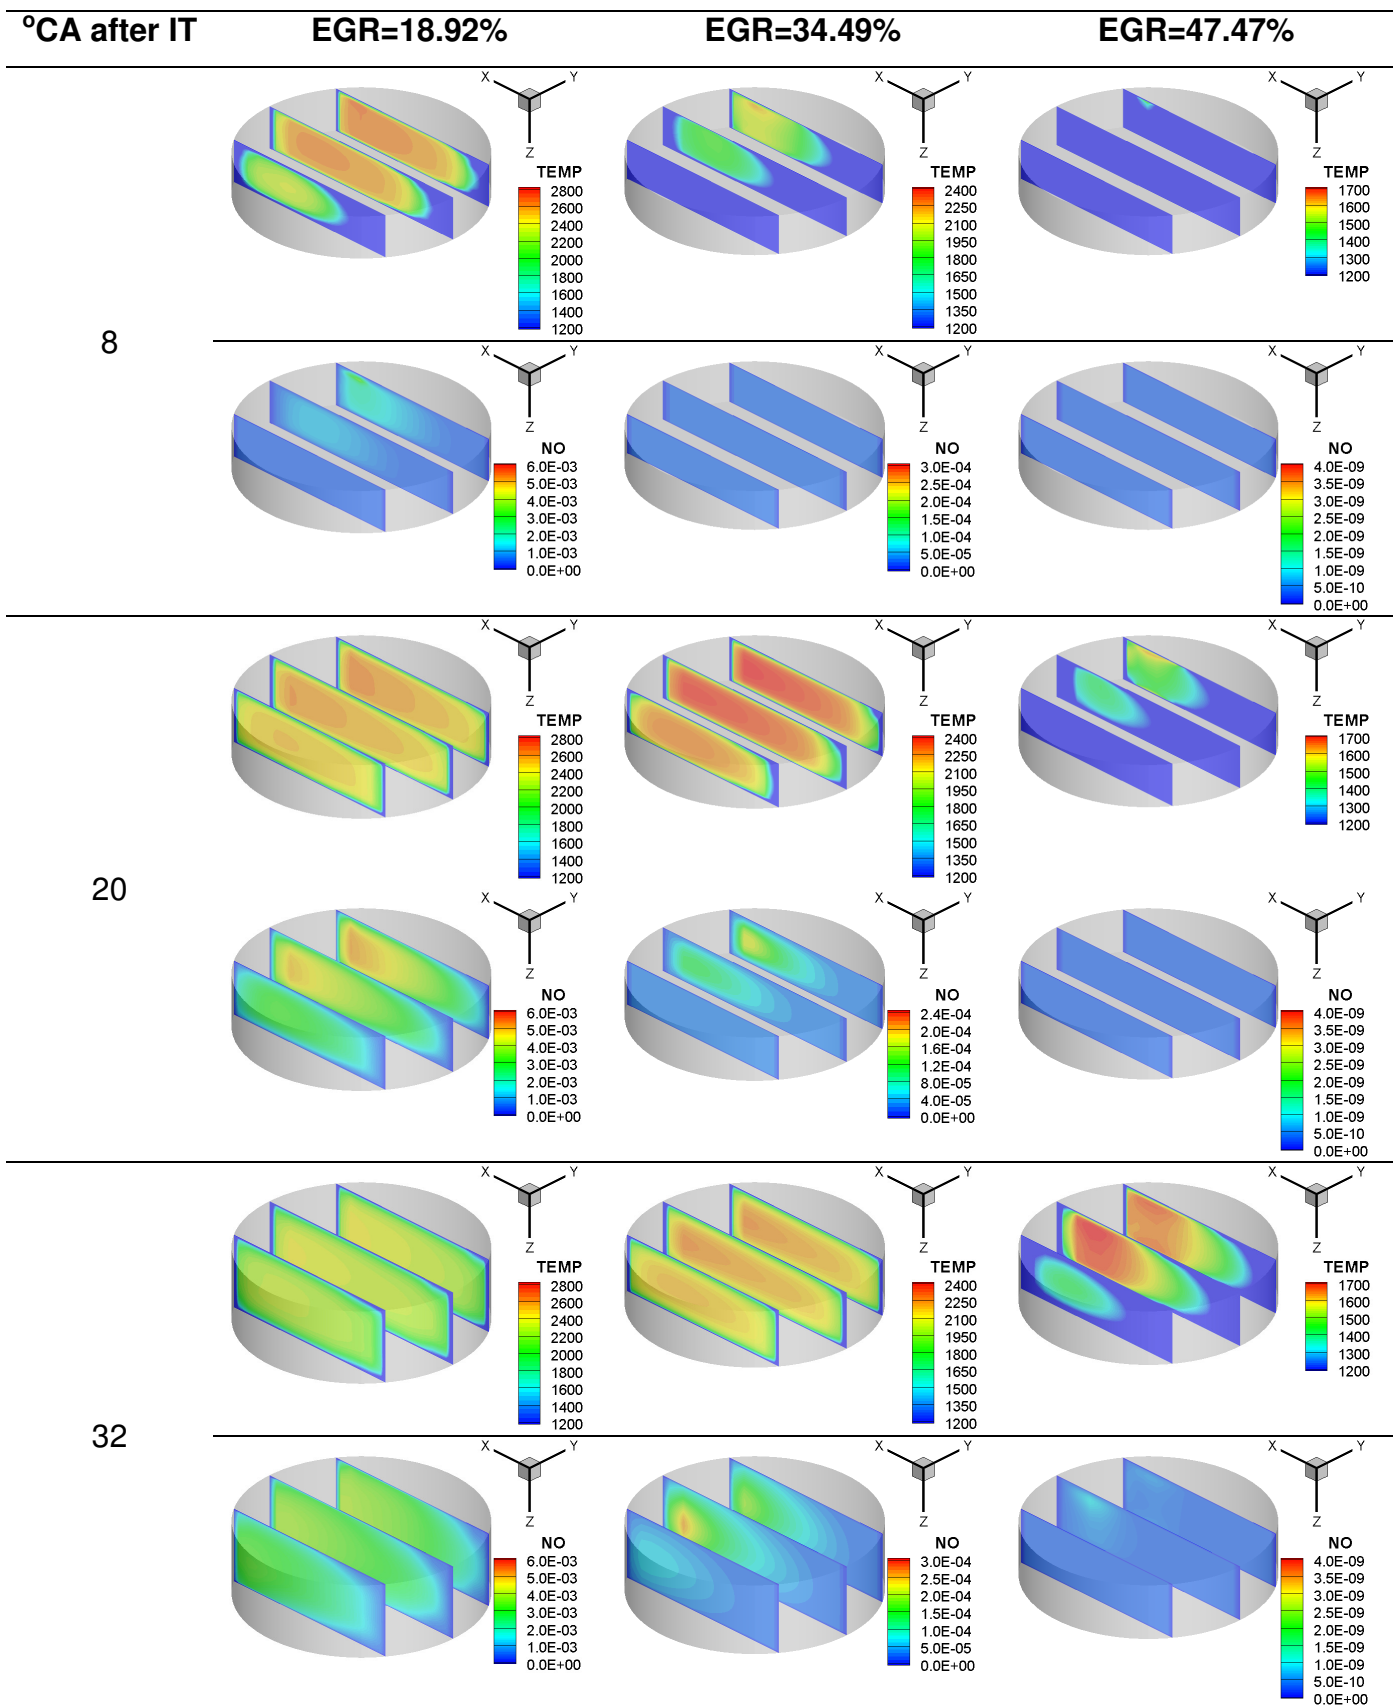 ºCA after IT
EGR=18.92%
EGR=34.49%
EGR=47.47%
8
X
Y
Z
TEMP
2800
2600
2400
2200
2000
1800
1600
1400
1200
X
Y
Z
TEMP
2400
2250
2100
1950
1800
1650
1500
1350
1200
X
Y
Z
TEMP
1700
1600
1500
1400
1300
1200
X
Y
Z
NO
6.0E-03
5.0E-03
4.0E-03
3.0E-03
2.0E-03
1.0E-03
0.0E+00
X
Y
Z
NO
3.0E-04
2.5E-04
2.0E-04
1.5E-04
1.0E-04
5.0E-05
0.0E+00
X
Y
Z
NO
4.0E-09
3.5E-09
3.0E-09
2.5E-09
2.0E-09
1.5E-09
1.0E-09
5.0E-10
0.0E+00
20
X
Y
Z
TEMP
2800
2600
2400
2200
2000
1800
1600
1400
1200
X
Y
Z
TEMP
2400
2250
2100
1950
1800
1650
1500
1350
1200
X
Y
Z
TEMP
1700
1600
1500
1400
1300
1200
X
Y
Z
NO
6.0E-03
5.0E-03
4.0E-03
3.0E-03
2.0E-03
1.0E-03
0.0E+00
X
Y
Z
NO
2.4E-04
2.0E-04
1.6E-04
1.2E-04
8.0E-05
4.0E-05
0.0E+00
X
Y
Z
NO
4.0E-09
3.5E-09
3.0E-09
2.5E-09
2.0E-09
1.5E-09
1.0E-09
5.0E-10
0.0E+00
32
X
Y
Z
TEMP
2800
2600
2400
2200
2000
1800
1600
1400
1200
X
Y
Z
TEMP
2400
2250
2100
1950
1800
1650
1500
1350
1200
X
Y
Z
TEMP
1700
1600
1500
1400
1300
1200
X
Y
Z
NO
6.0E-03
5.0E-03
4.0E-03
3.0E-03
2.0E-03
1.0E-03
0.0E+00
X
Y
Z
NO
3.0E-04
2.5E-04
2.0E-04
1.5E-04
1.0E-04
5.0E-05
0.0E+00
X
Y
Z
NO
4.0E-09
3.5E-09
3.0E-09
2.5E-09
2.0E-09
1.5E-09
1.0E-09
5.0E-10
0.0E+00